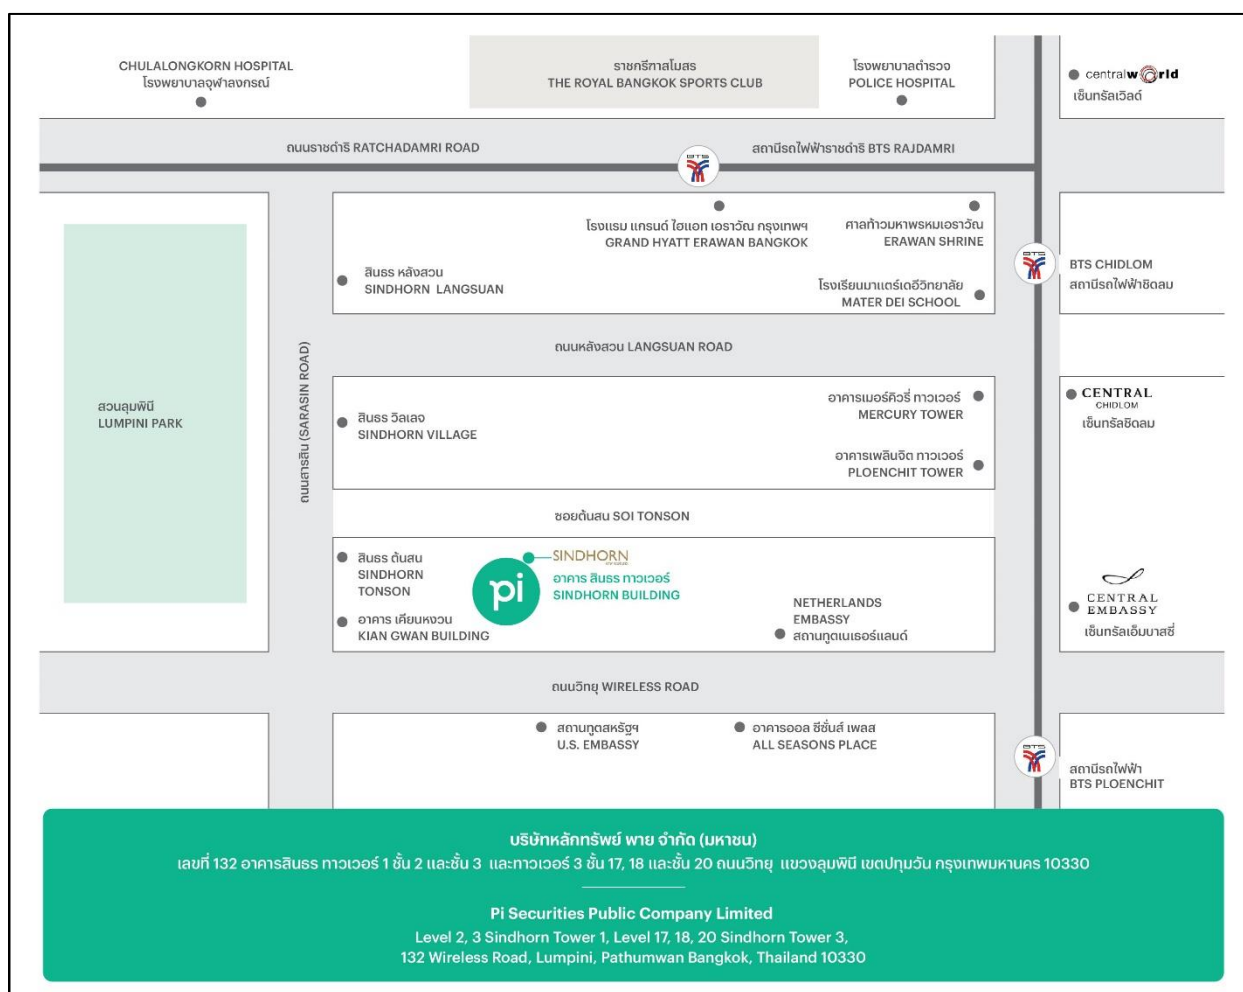 CHULALONGKORN HOSPITAL
โรงพยาบาลจุฬาลงกรณ์
ราชกรีฑาสโมสร
THE ROYAL BANGKOK SPORTS CLUB
โรงพยาบาลตำรวจ
POLICE HOSPITAL
centralwOrld
เซ็นทรัลเวิลด์
ถนนราชดำริ RATCHADAMRI ROAD
สถานีรถไฟฟ้าราชดำริ BTS RAJDAMRI
BTS
โรงแรม แกรนด์ ไฮแอท เอราวัณ กรุงเทพฯ
GRAND HYATT ERAWAN BANGKOK
ศาลท้าวมหาพรหมเอราวัณ
ERAWAN SHRINE
BTS
BTS CHIDLOM
สถานีรถไฟฟ้าชิดลม
สินธร หลังสวน
SINDHORN LANGSUAN
โรงเรียนมาแตร์เดอีวิทยาลัย
MATER DEI SCHOOL
ถนนหลังสวน LANGSUAN ROAD
ถนนสารสิน (SARASIN ROAD)
สวนลุมพินี
LUMPINI PARK
สินธร วิลเลจ
SINDHORN VILLAGE
อาคารเมอร์คิวรี่ ทาวเวอร์
MERCURY TOWER
CENTRAL
CHIDLOM
เซ็นทรัลชิดลม
อาคารเพลินจิต ทาวเวอร์
PLOENCHIT TOWER
ซอยต้นสน SOI TONSON
สินธร ต้นสน
SINDHORN
TONSON
อาคาร เคียนหงวน
KIAN GWAN BUILDING
pi
SINDHORN
อาคาร สินธร ทาวเวอร์
SINDHORN BUILDING
NETHERLANDS
EMBASSY
สถานทูตเนเธอร์แลนด์
CENTRAL
EMBASSY
เซ็นทรัลเอ็มบาสซี่
ถนนวิทยุ WIRELESS ROAD
สถานทูตสหรัฐฯ
U.S. EMBASSY
อาคารออล ซีซั่นส์ เพลส
ALL SEASONS PLACE
BTS
สถานีรถไฟฟ้า
BTS PLOENCHIT
บริษัทหลักทรัพย์ พาย จำกัด (มหาชน)
เลขที่ 132 อาคารสินธร ทาวเวอร์ 1 ชั้น 2 และชั้น 3 และทาวเวอร์ 3 ชั้น 17, 18 และชั้น 20 ถนนวิทยุ แขวงลุมพินี เขตปทุมวัน กรุงเทพมหานคร 10330
Pi Securities Public Company Limited
Level 2, 3 Sindhorn Tower 1, Level 17, 18, 20 Sindhorn Tower 3,
132 Wireless Road, Lumpini, Pathumwan Bangkok, Thailand 10330